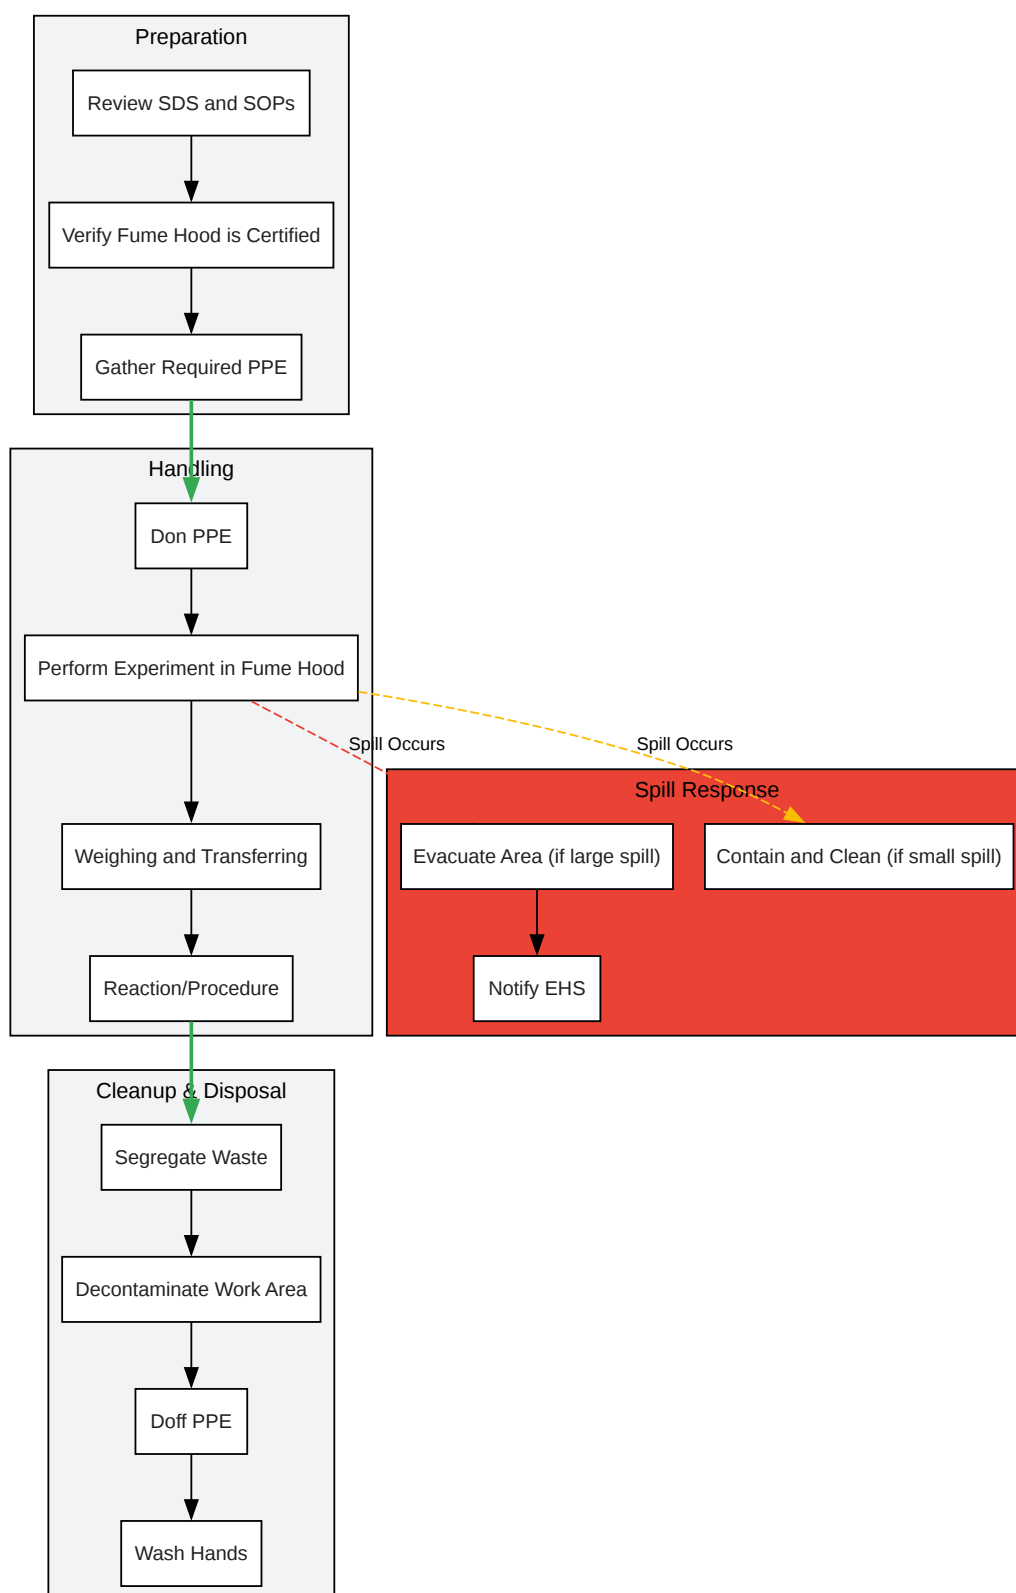 Preparation
Review SDS and SOPs
Verify Fume Hood is Certified
Gather Required PPE
Handling
Don PPE
Perform Experiment in Fume Hood
Spill Occurs
Spill Occurs
Spill Response
Weighing and Transferring
Evacuate Area (if large spill)
Contain and Clean (if small spill)
Reaction/Procedure
Notify EHS
Cleanup & Disposal
Segregate Waste
Decontaminate Work Area
Doff PPE
Wash Hands